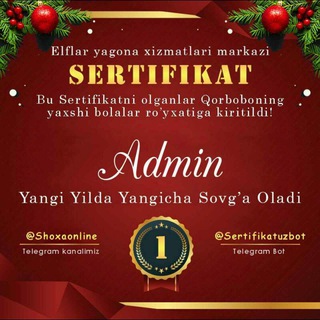 Elflar yagona xizmatlari markazi
SERTIFIKAT
Bu Sertifikatni olganlar Qorboboning
yaxshi bolalar ro'yxatiga kiritildi!
Admin
Yangi Yilda Yangicha Sovg'a Oladi
@Shoxaonline
Telegram kanalimiz
1
@Sertifikatuzbot
Telegram Bot